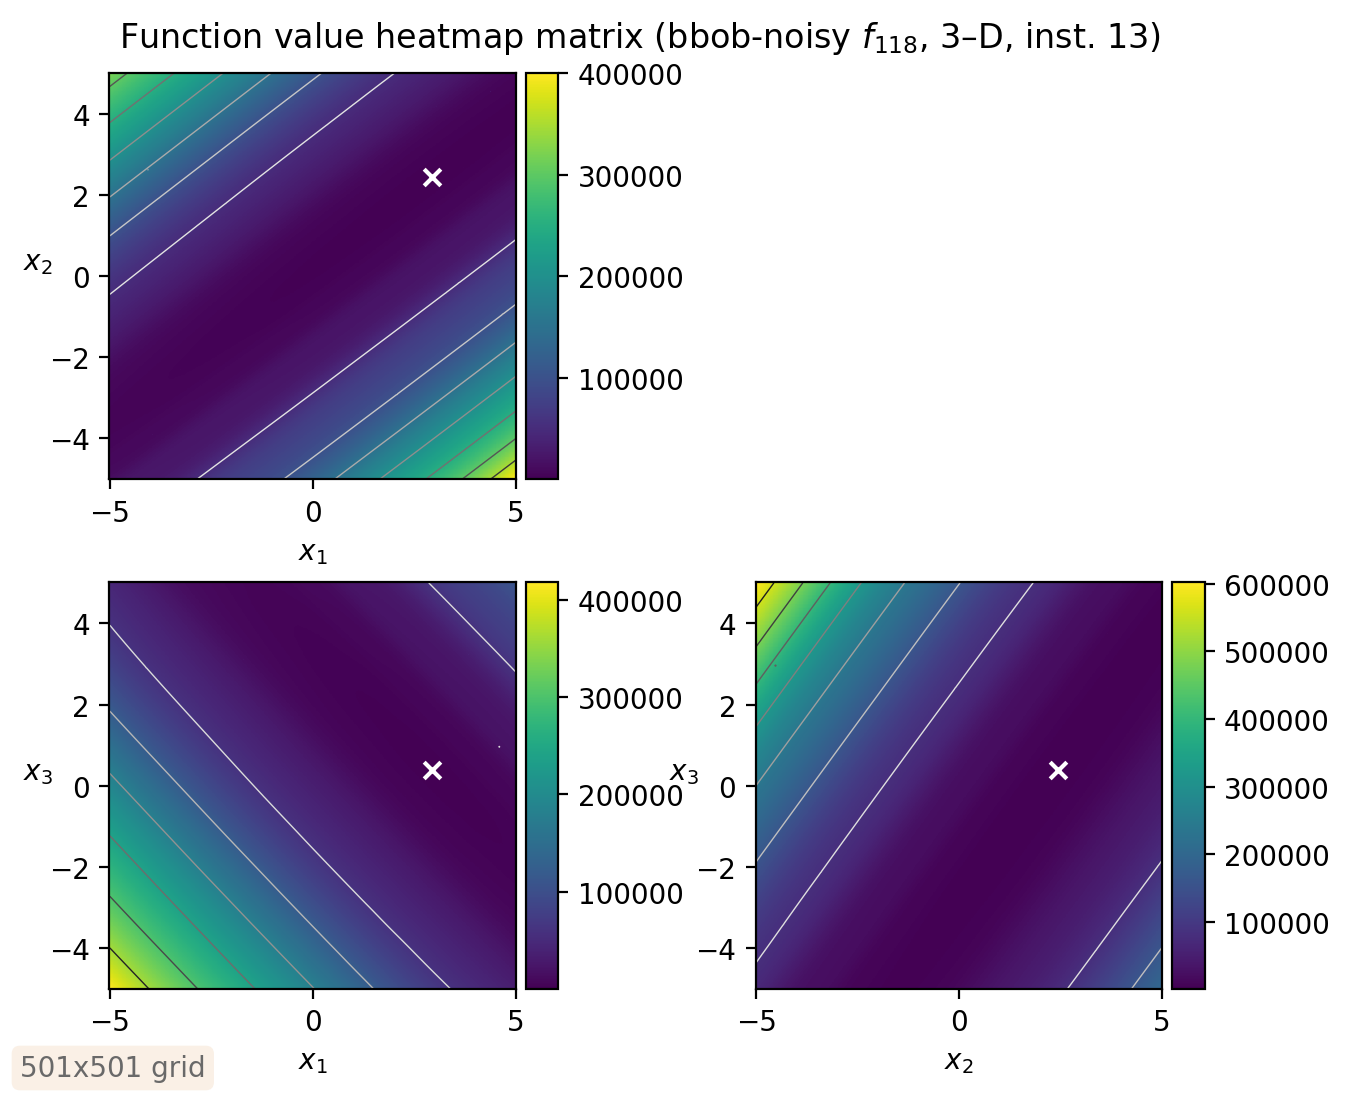 Function value heatmap matrix (bbob-noisy f₁₁₈, 3–D, inst. 13)
400000
300000
200000
100000
4
2
0
−2
−4
x₂
−5 0 5
x₁
400000
300000
200000
100000
4
2
0
−2
−4
x₃
−5 0 5
x₁
600000
500000
400000
300000
200000
100000
4
2
0
−2
−4
x₃
−5 0 5
x₂
501x501 grid